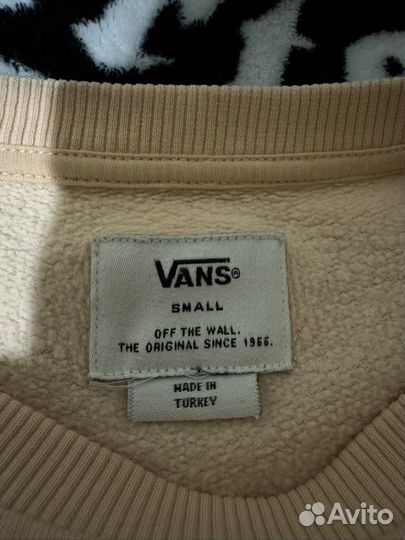 VANS®
SMALL
OFF THE WALL.
THE ORIGINAL SINCE 1966.
MADE IN
TURKEY
Avito